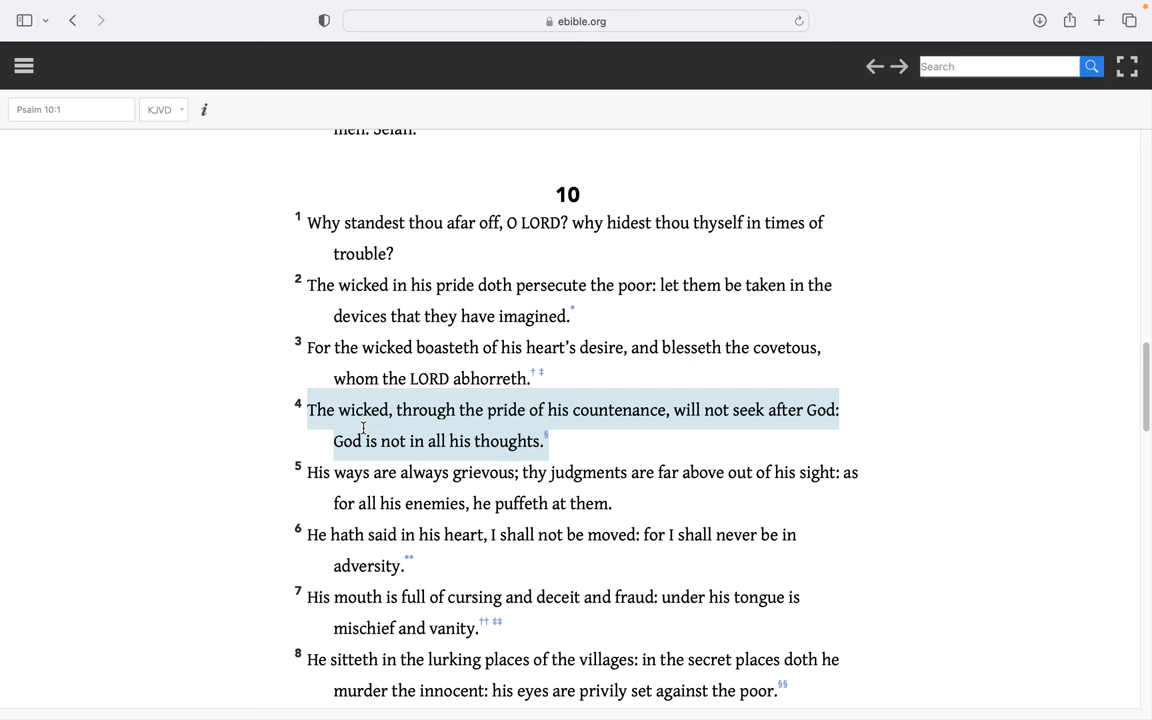 ebible.org
Search
Psalm 10:1
KJVD
i
men. Selah.
10
1 Why standest thou afar off, O LORD? why hidest thou thyself in times of
trouble?
2 The wicked in his pride doth persecute the poor: let them be taken in the
devices that they have imagined.*
3 For the wicked boasteth of his heart’s desire, and blesseth the covetous,
whom the LORD abhorreth.† ‡
4 The wicked, through the pride of his countenance, will not seek after God:
God is not in all his thoughts.§
5 His ways are always grievous; thy judgments are far above out of his sight: as
for all his enemies, he puffeth at them.
6 He hath said in his heart, I shall not be moved: for I shall never be in
adversity.**
7 His mouth is full of cursing and deceit and fraud: under his tongue is
mischief and vanity.†† ‡‡
8 He sitteth in the lurking places of the villages: in the secret places doth he
murder the innocent: his eyes are privily set against the poor.§§